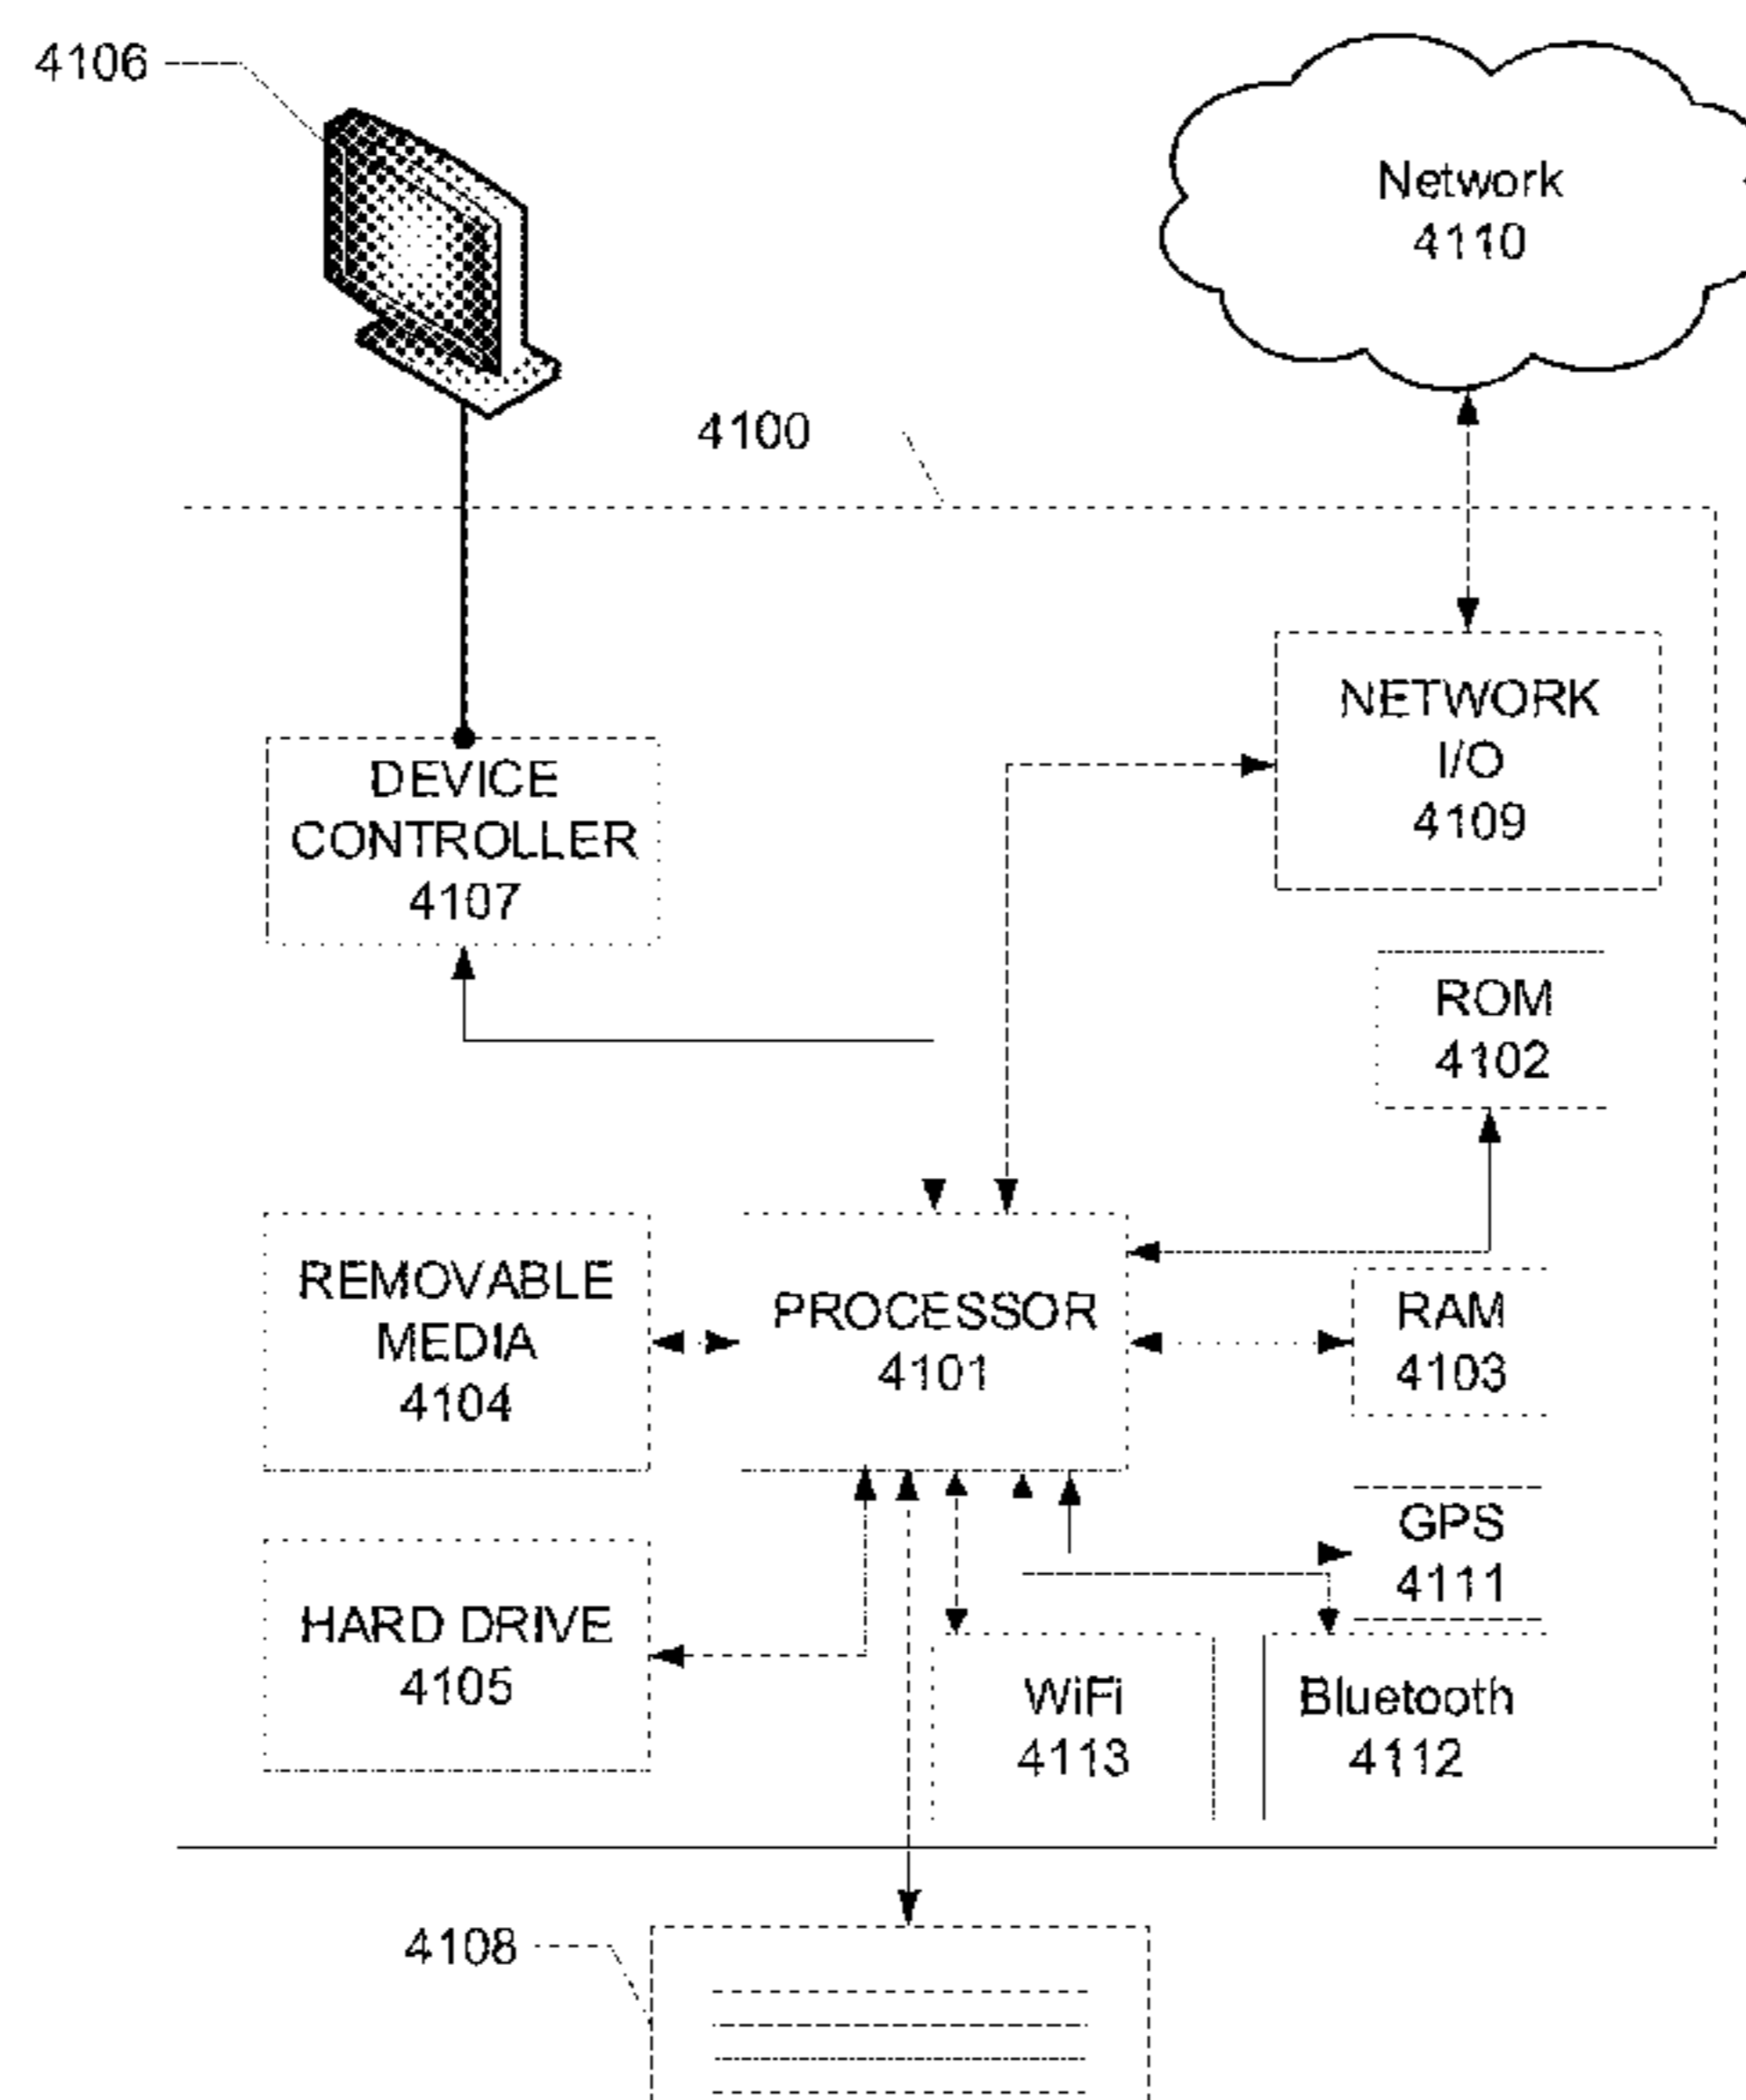 4106
Network
4110
4100
NETWORK
I/O
4109
DEVICE
CONTROLLER
4107
ROM
4102
REMOVABLE
MEDIA
4104
PROCESSOR
4101
RAM
4103
GPS
4111
HARD DRIVE
4105
WiFi
4113
Bluetooth
4112
4108